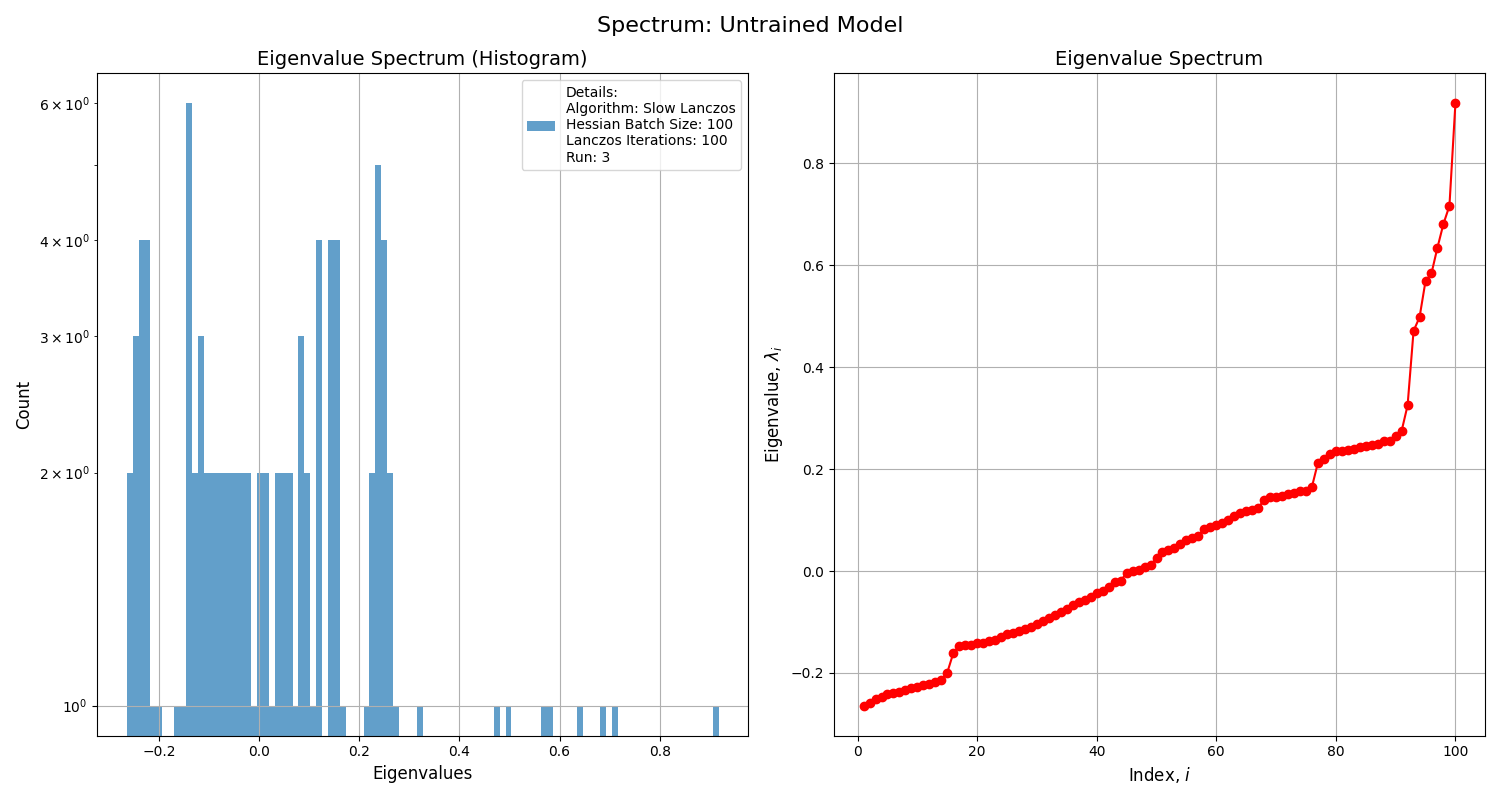 Spectrum: Untrained Model
Eigenvalue Spectrum (Histogram)
Details:
Algorithm: Slow Lanczos
Hessian Batch Size: 100
Lanczos Iterations: 100
Run: 3
6 × 10⁰
4 × 10⁰
3 × 10⁰
2 × 10⁰
10⁰
Count
−0.2 0.0 0.2 0.4 0.6 0.8
Eigenvalues
Eigenvalue Spectrum
0.8
0.6
0.4
0.2
0.0
−0.2
Eigenvalue, λᵢ
0 20 40 60 80 100
Index, i